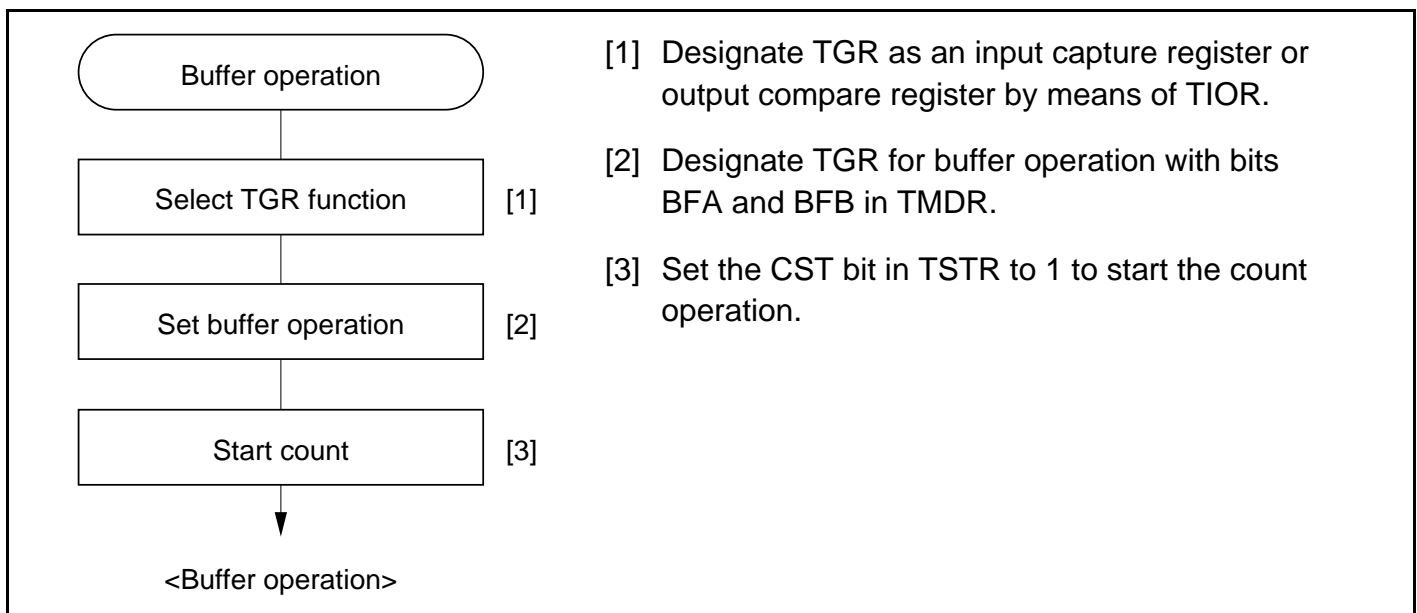 Buffer operation
Select TGR function
[1]
Set buffer operation
[2]
Start count
[3]
<Buffer operation>
[1] Designate TGR as an input capture register or
output compare register by means of TIOR.
[2] Designate TGR for buffer operation with bits
BFA and BFB in TMDR.
[3] Set the CST bit in TSTR to 1 to start the count
operation.